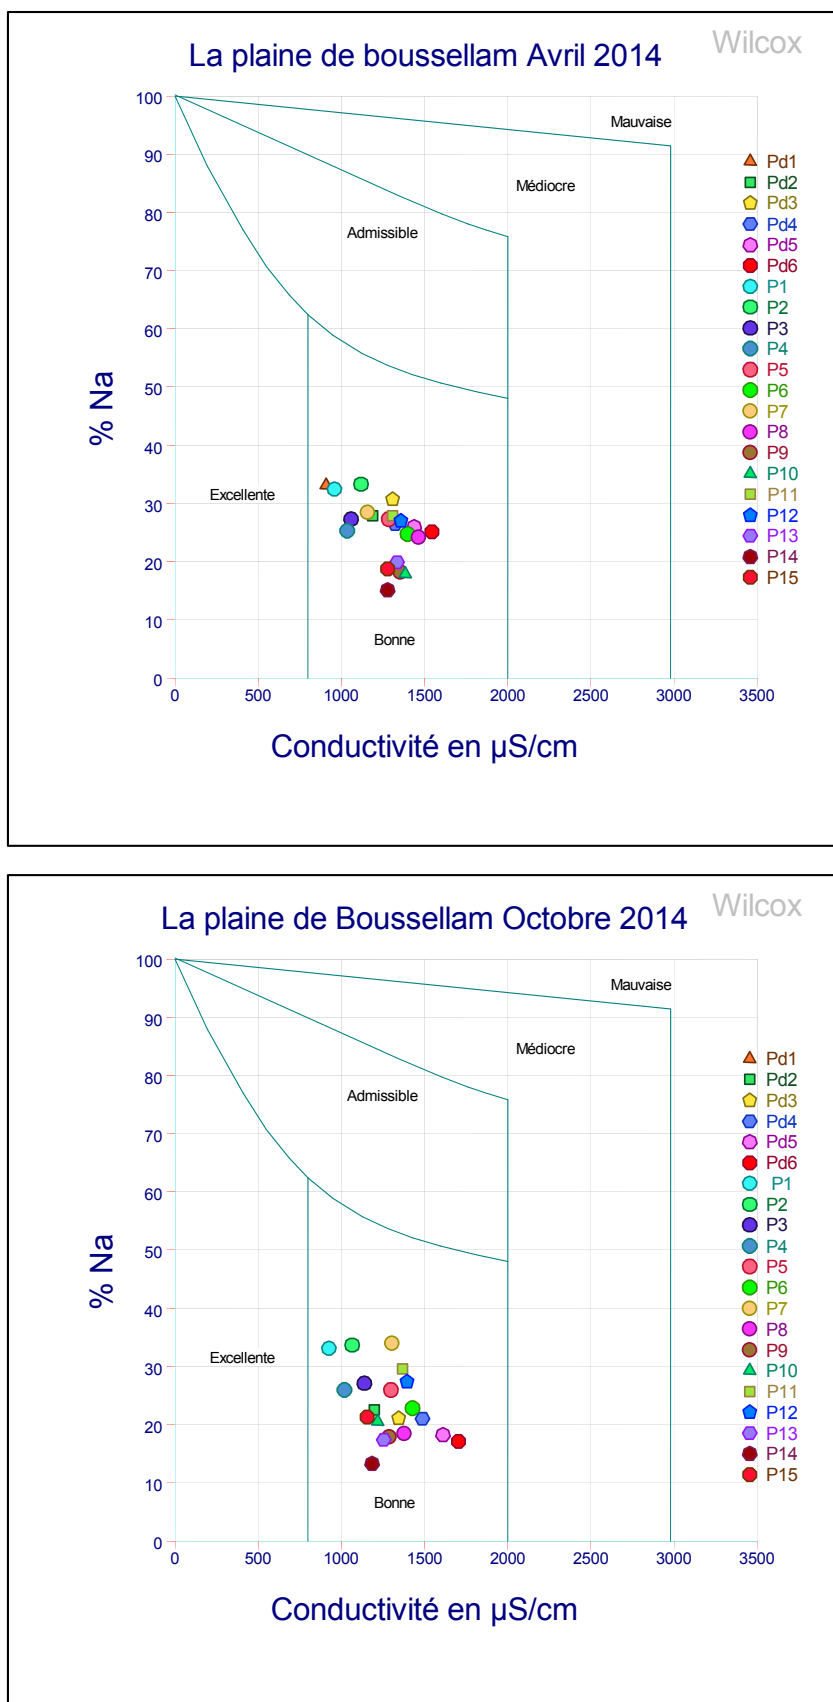 Wilcox
La plaine de boussellam Avril 2014
100
90
80
70
60
50
40
30
20
10
0
% Na
Mauvaise
Médiocre
Admissible
Excellente
Bonne
0 500 1000 1500 2000 2500 3000 3500
Conductivité en µS/cm
Pd1
Pd2
Pd3
Pd4
Pd5
Pd6
P1
P2
P3
P4
P5
P6
P7
P8
P9
P10
P11
P12
P13
P14
P15
Wilcox
La plaine de Boussellam Octobre 2014
100
90
80
70
60
50
40
30
20
10
0
% Na
Mauvaise
Médiocre
Admissible
Excellente
Bonne
0 500 1000 1500 2000 2500 3000 3500
Conductivité en µS/cm
Pd1
Pd2
Pd3
Pd4
Pd5
Pd6
P1
P2
P3
P4
P5
P6
P7
P8
P9
P10
P11
P12
P13
P14
P15